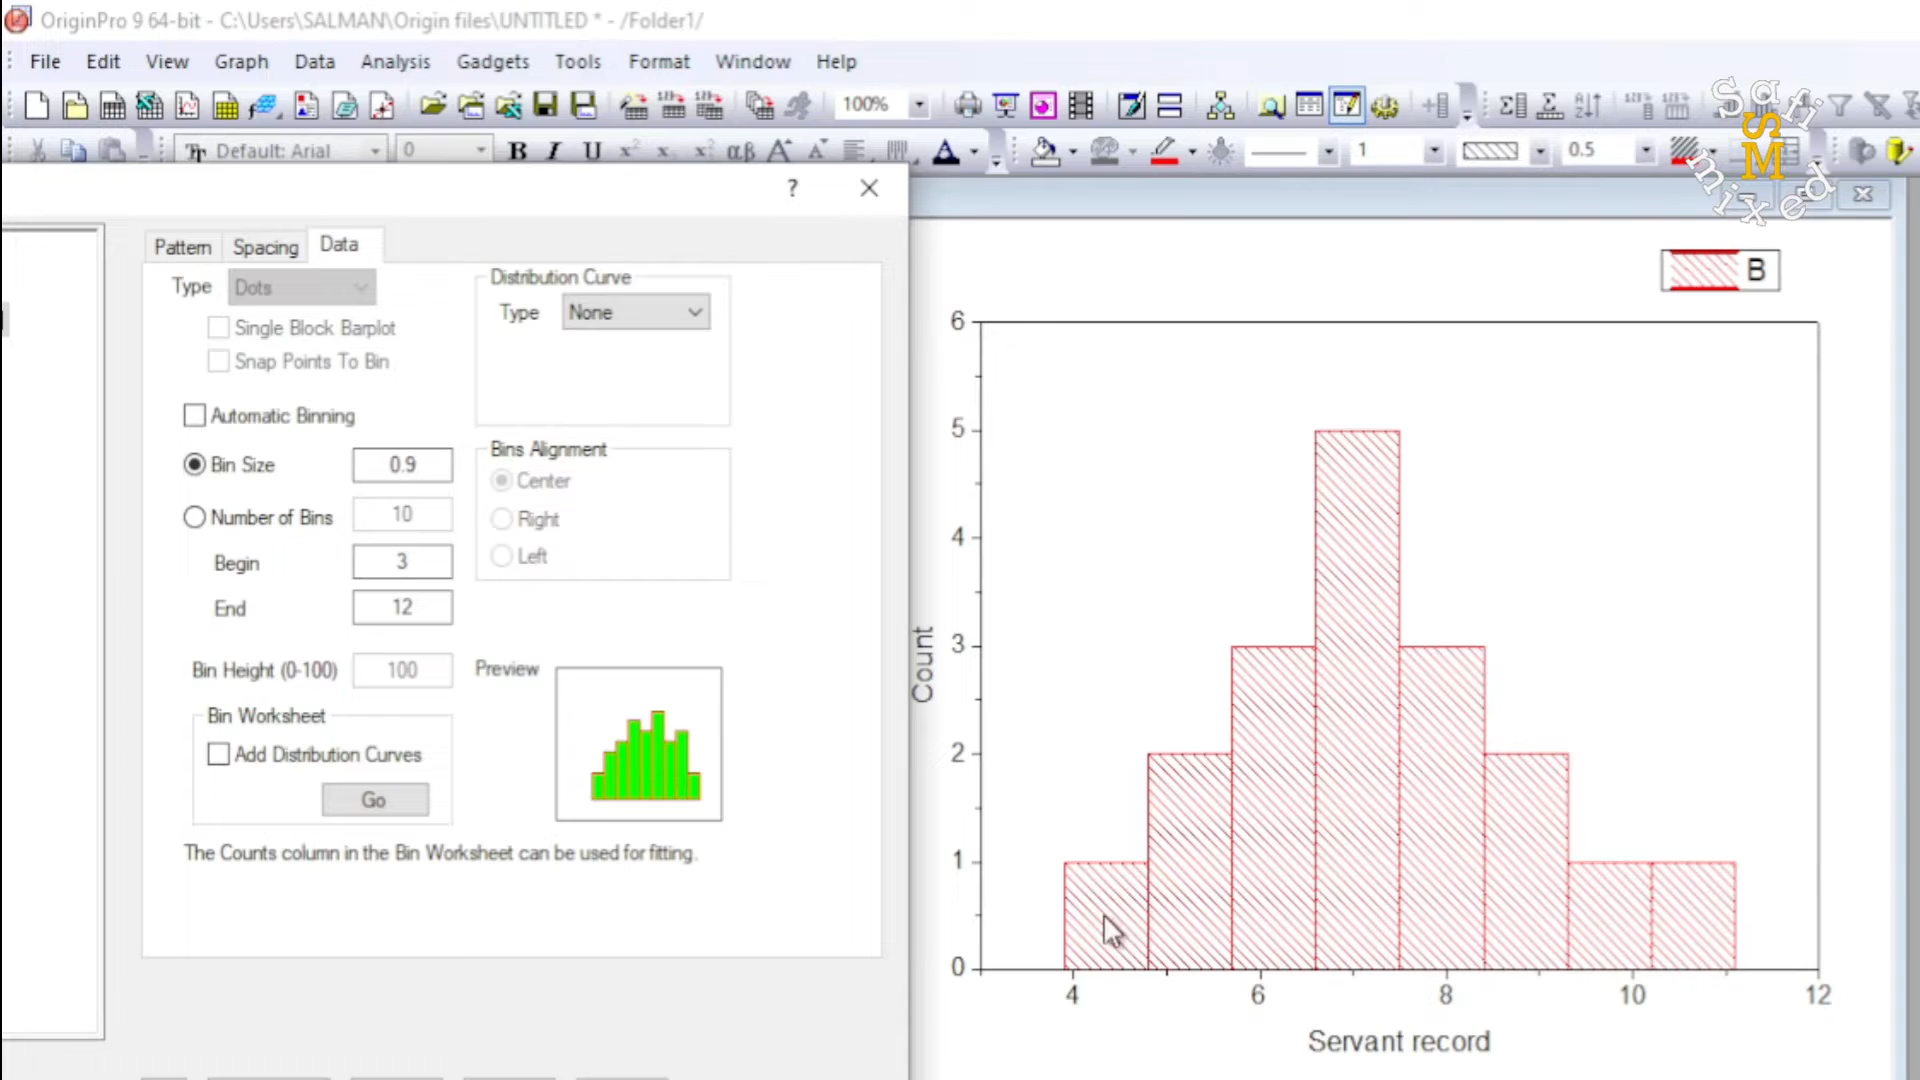 OriginPro 9 64-bit - C:\Users\SALMAN\Origin files\UNTITLED * - /Folder1/
File Edit View Graph Data Analysis Gadgets Tools Format Window Help
100%
Default: Arial 0 B I U αβ A A 1 0.5
Safi
SM
mixed
?
Pattern Spacing Data
Type Dots
Single Block Barplot
Snap Points To Bin
Automatic Binning
Bin Size 0.9
Number of Bins 10
Begin 3
End 12
Bin Height (0-100) 100
Bin Worksheet
Add Distribution Curves
Go
The Counts column in the Bin Worksheet can be used for fitting.
Distribution Curve
Type None
Bins Alignment
Center
Right
Left
Preview
B
6
5
4
3
2
1
0
Count
4 6 8 10 12
Servant record